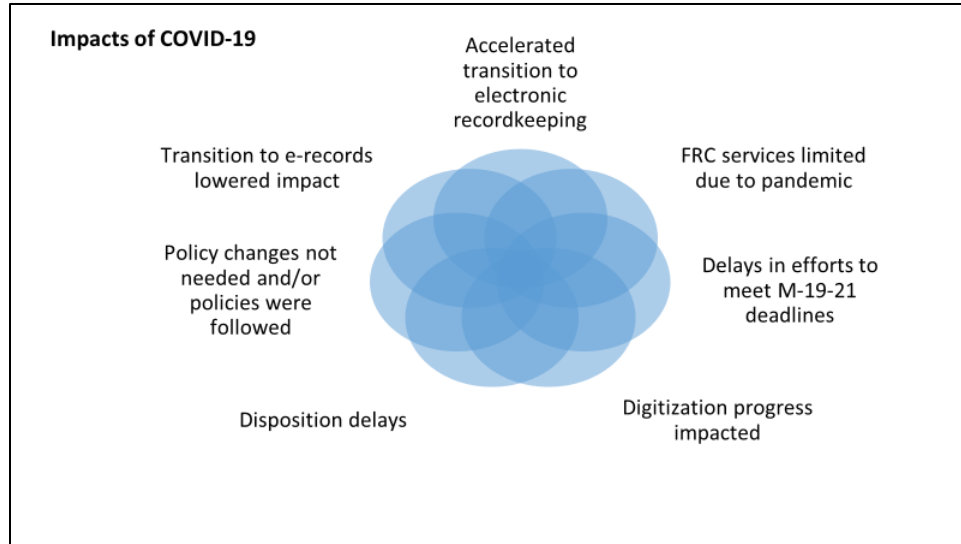 Impacts of COVID-19
Accelerated
transition to
electronic
recordkeeping
FRC services limited
due to pandemic
Delays in efforts to
meet M-19-21
deadlines
Digitization progress
impacted
Disposition delays
Policy changes not
needed and/or
policies were
followed
Transition to e-records
lowered impact